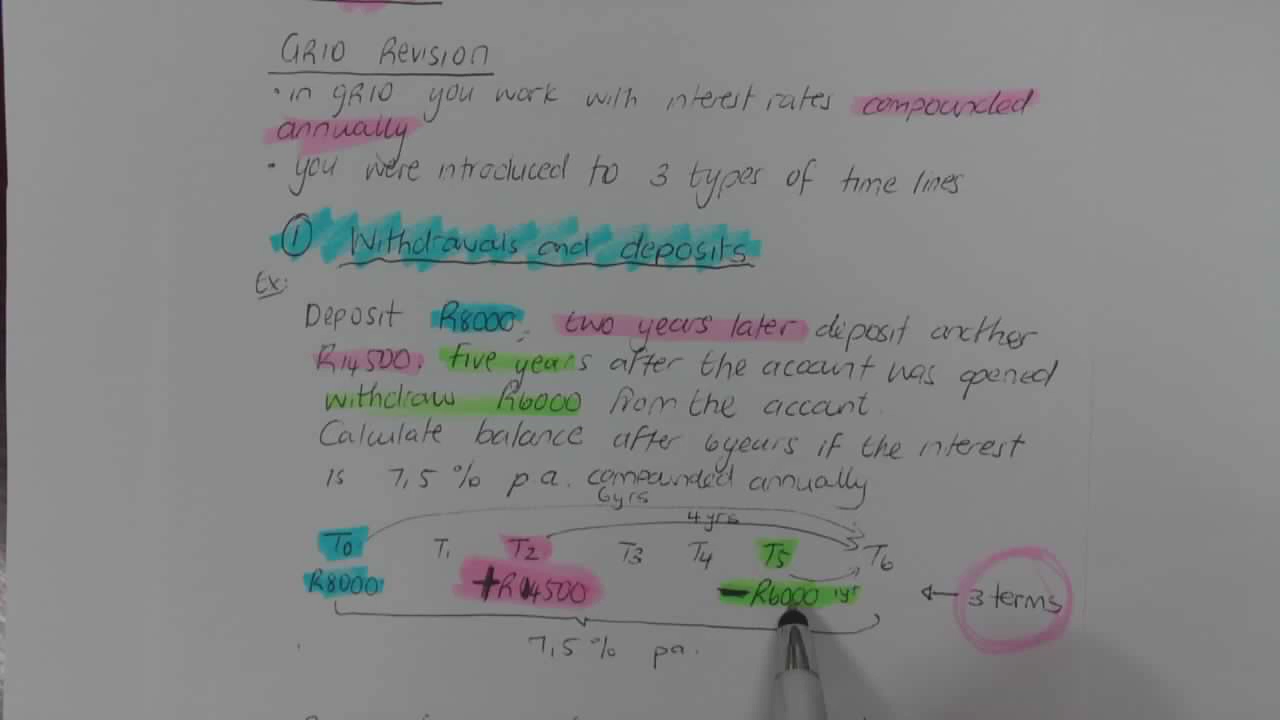 GR10 Revision
• in gR10 you work with interest rates compounded
annually
• you were introduced to 3 types of time lines
① Withdrawals and deposits
Ex:
Deposit R8000, two years later deposit another
R14500. Five years after the account was opened
withdraw R6000 from the account.
Calculate balance after 6 years if the interest
is 7,5% p.a. compounded annually
6yrs
4 yrs
T0 T1 T2 T3 T4 T5 T6
R8000 +R14500 -R6000 1yr ← 3 terms
7,5% pa.